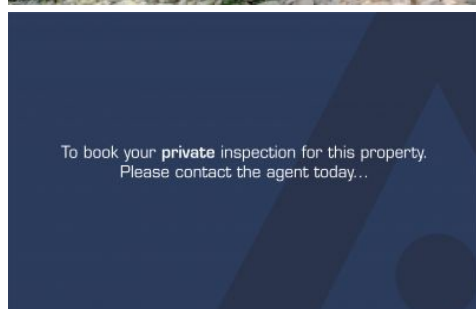 To book your private inspection for this property.
Please contact the agent today...